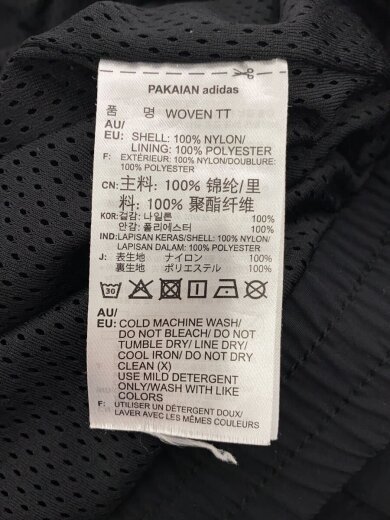 PAKAIAN adidas
품 명 WOVEN TT
AU/
EU: SHELL: 100% NYLON/
LINING: 100% POLYESTER
F: EXTÉRIEUR: 100% NYLON/DOUBLURE:
100% POLYESTER
CN: 主料: 100% 锦纶/里
料: 100% 聚酯纤维
KOR: 겉감: 나일론 100%
안감: 폴리에스터 100%
IND: LAPISAN KERAS/SHELL: 100% NYLON/
LAPISAN DALAM: 100% POLYESTER
J: 表生地 ナイロン 100%
裏生地 ポリエステル 100%
30
AU/
EU: COLD MACHINE WASH/
DO NOT BLEACH/ DO NOT
TUMBLE DRY/ LINE DRY/
COOL IRON/ DO NOT DRY
CLEAN (X)
USE MILD DETERGENT
ONLY/WASH WITH LIKE
COLORS
F: UTILISER UN DÉTERGENT DOUX/
LAVER AVEC LES MÊMES COULEURS